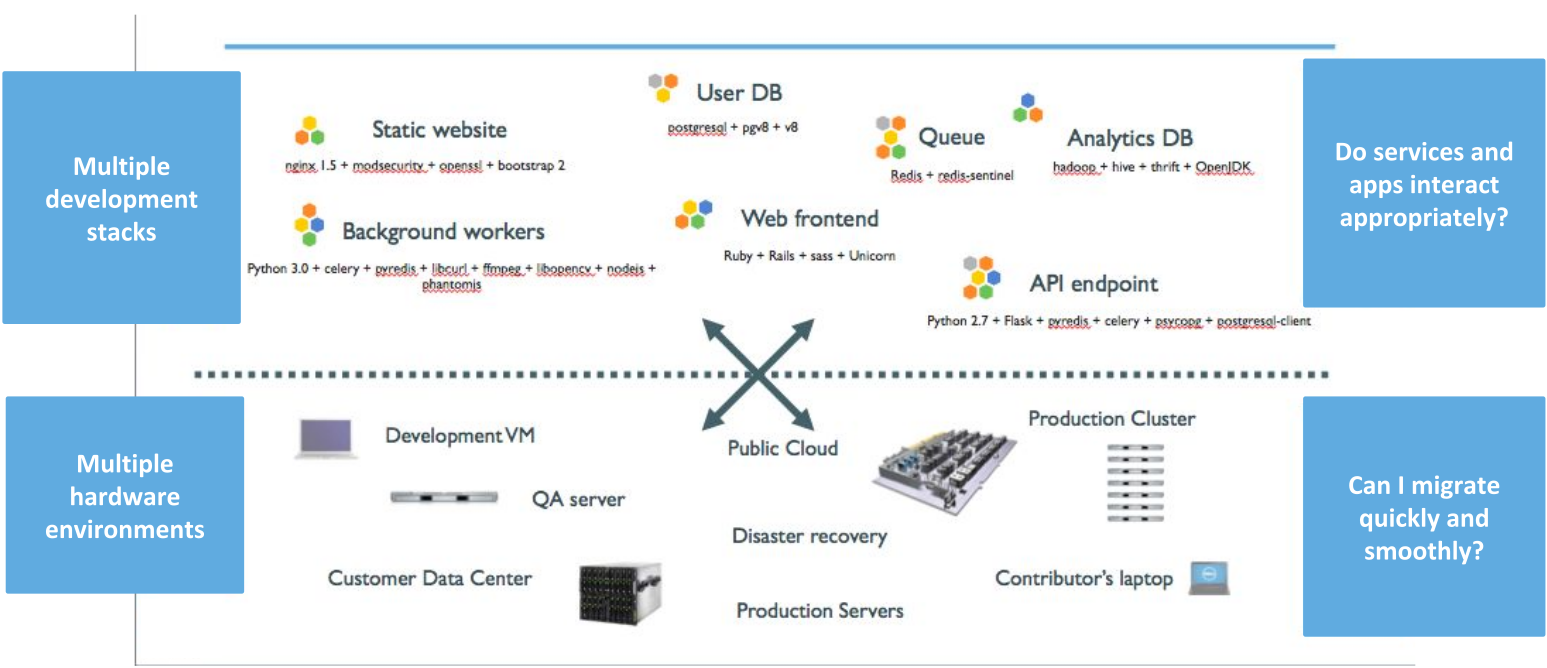 Multiple
development
stacks
Static website
nginx 1.5 + modsecurity + openssl + bootstrap 2
Background workers
Python 3.0 + celery + pyredis + libcurl + ffmpeg + libopencv + nodejs +
phantomjs
User DB
postgresql + pgv8 + v8
Web frontend
Ruby + Rails + sass + Unicorn
Queue
Redis + redis-sentinel
Analytics DB
hadoop + hive + thrift + OpenJDK
API endpoint
Python 2.7 + Flask + pyredis + celery + psycopg + postgresql-client
Do services and
apps interact
appropriately?
Multiple
hardware
environments
Development VM
QA server
Customer Data Center
Public Cloud
Disaster recovery
Production Servers
Production Cluster
Contributor's laptop
DELL
Can I migrate
quickly and
smoothly?